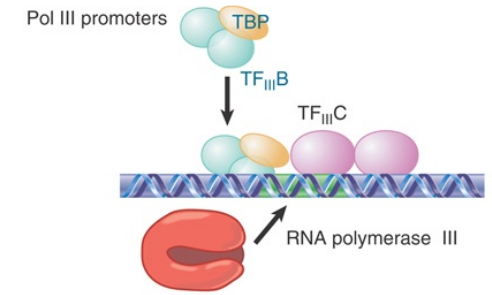 Pol III promoters
TBP
TFIIIB
TFIIIC
RNA polymerase III